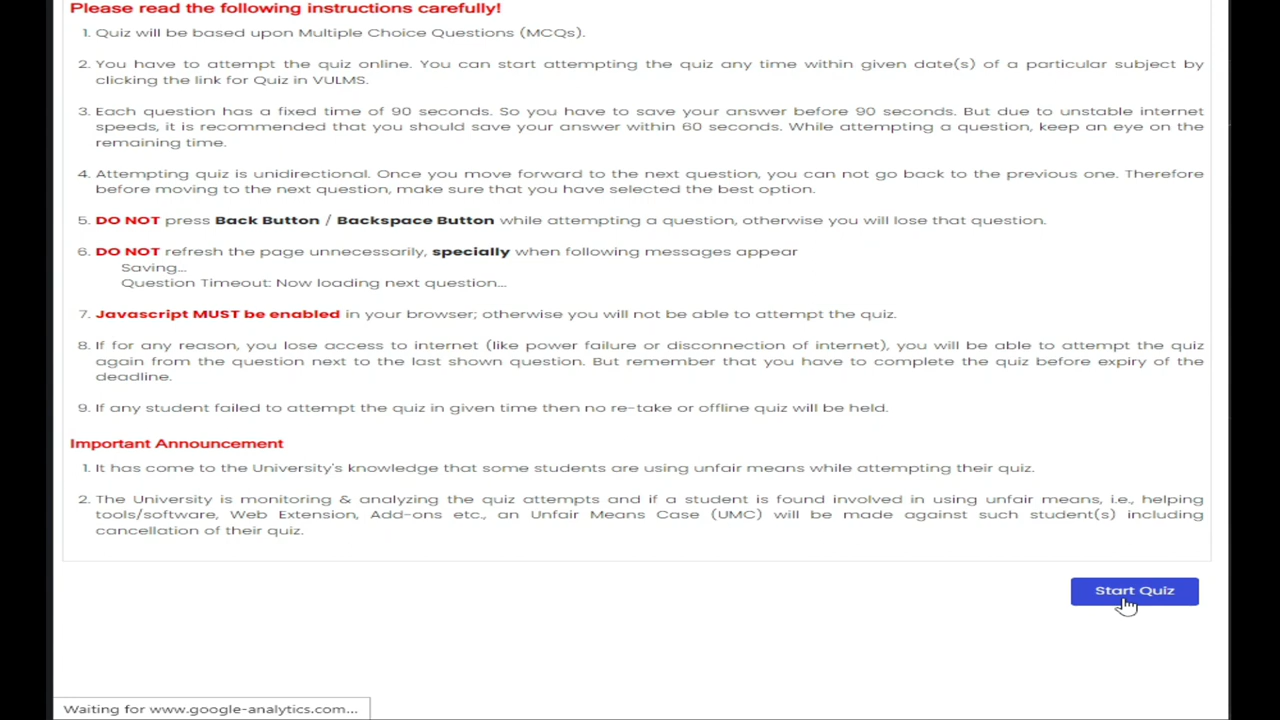 Please read the following instructions carefully!
1. Quiz will be based upon Multiple Choice Questions (MCQs).
2. You have to attempt the quiz online. You can start attempting the quiz any time within given date(s) of a particular subject by
clicking the link for Quiz in VULMS.
3. Each question has a fixed time of 90 seconds. So you have to save your answer before 90 seconds. But due to unstable internet
speeds, it is recommended that you should save your answer within 60 seconds. While attempting a question, keep an eye on the
remaining time.
4. Attempting quiz is unidirectional. Once you move forward to the next question, you can not go back to the previous one. Therefore
before moving to the next question, make sure that you have selected the best option.
5. DO NOT press Back Button / Backspace Button while attempting a question, otherwise you will lose that question.
6. DO NOT refresh the page unnecessarily, specially when following messages appear
Saving...
Question Timeout: Now loading next question...
7. Javascript MUST be enabled in your browser; otherwise you will not be able to attempt the quiz.
8. If for any reason, you lose access to internet (like power failure or disconnection of internet), you will be able to attempt the quiz
again from the question next to the last shown question. But remember that you have to complete the quiz before expiry of the
deadline.
9. If any student failed to attempt the quiz in given time then no re-take or offline quiz will be held.
Important Announcement
1. It has come to the University's knowledge that some students are using unfair means while attempting their quiz.
2. The University is monitoring & analyzing the quiz attempts and if a student is found involved in using unfair means, i.e., helping
tools/software, Web Extension, Add-ons etc., an Unfair Means Case (UMC) will be made against such student(s) including
cancellation of their quiz.
Start Quiz
Waiting for www.google-analytics.com...